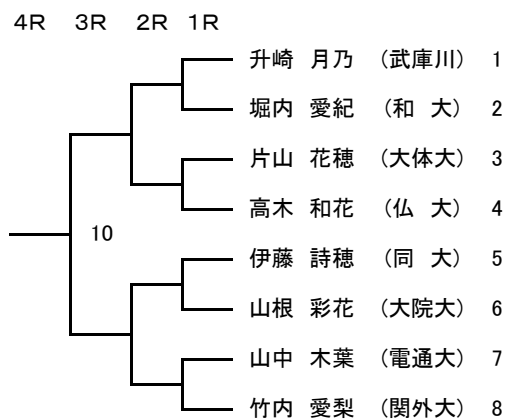 4R 3R 2R 1R
升崎 月乃 (武庫川) 1
堀内 愛紀 (和 大) 2
片山 花穂 (大体大) 3
高木 和花 (仏 大) 4
10
伊藤 詩穂 (同 大) 5
山根 彩花 (大院大) 6
山中 木葉 (電通大) 7
竹内 愛梨 (関外大) 8